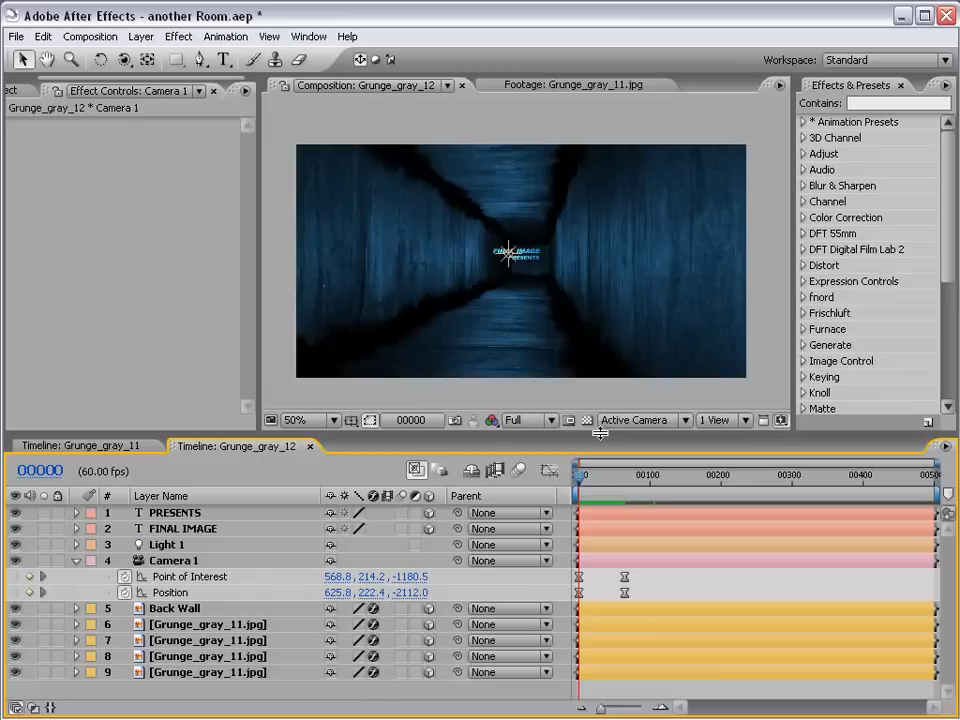 Adobe After Effects - another Room.aep *
File Edit Composition Layer Effect Animation View Window Help
Workspace: Standard
ect Effect Controls: Camera 1
Composition: Grunge_gray_12
Footage: Grunge_gray_11.jpg
Effects & Presets
Grunge_gray_12 * Camera 1
Contains:
* Animation Presets
3D Channel
Adjust
Audio
Blur & Sharpen
Channel
Color Correction
DFT 55mm
DFT Digital Film Lab 2
Distort
Expression Controls
fnord
Frischluft
Furnace
Generate
Image Control
Keying
Knoll
Matte
FINAL IMAGE
PRESENTS
50% 00000 Full Active Camera 1 View
Timeline: Grunge_gray_11 Timeline: Grunge_gray_12
00000 (60.00 fps)
00100 00200 00300 00400 0050
# Layer Name Parent
1 T PRESENTS None
2 T FINAL IMAGE None
3 Light 1 None
4 Camera 1 None
Point of Interest 568.8, 214.2, -1180.5
Position 625.8, 222.4, -2112.0
5 Back Wall None
6 [Grunge_gray_11.jpg] None
7 [Grunge_gray_11.jpg] None
8 [Grunge_gray_11.jpg] None
9 [Grunge_gray_11.jpg] None